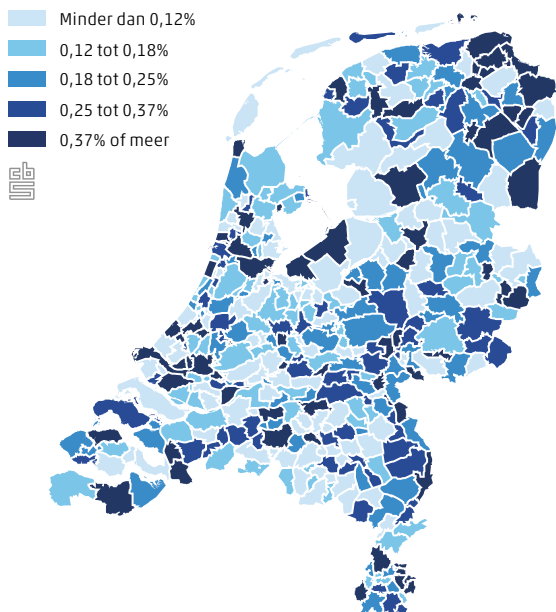 Minder dan 0,12%
0,12 tot 0,18%
0,18 tot 0,25%
0,25 tot 0,37%
0,37% of meer
cbs